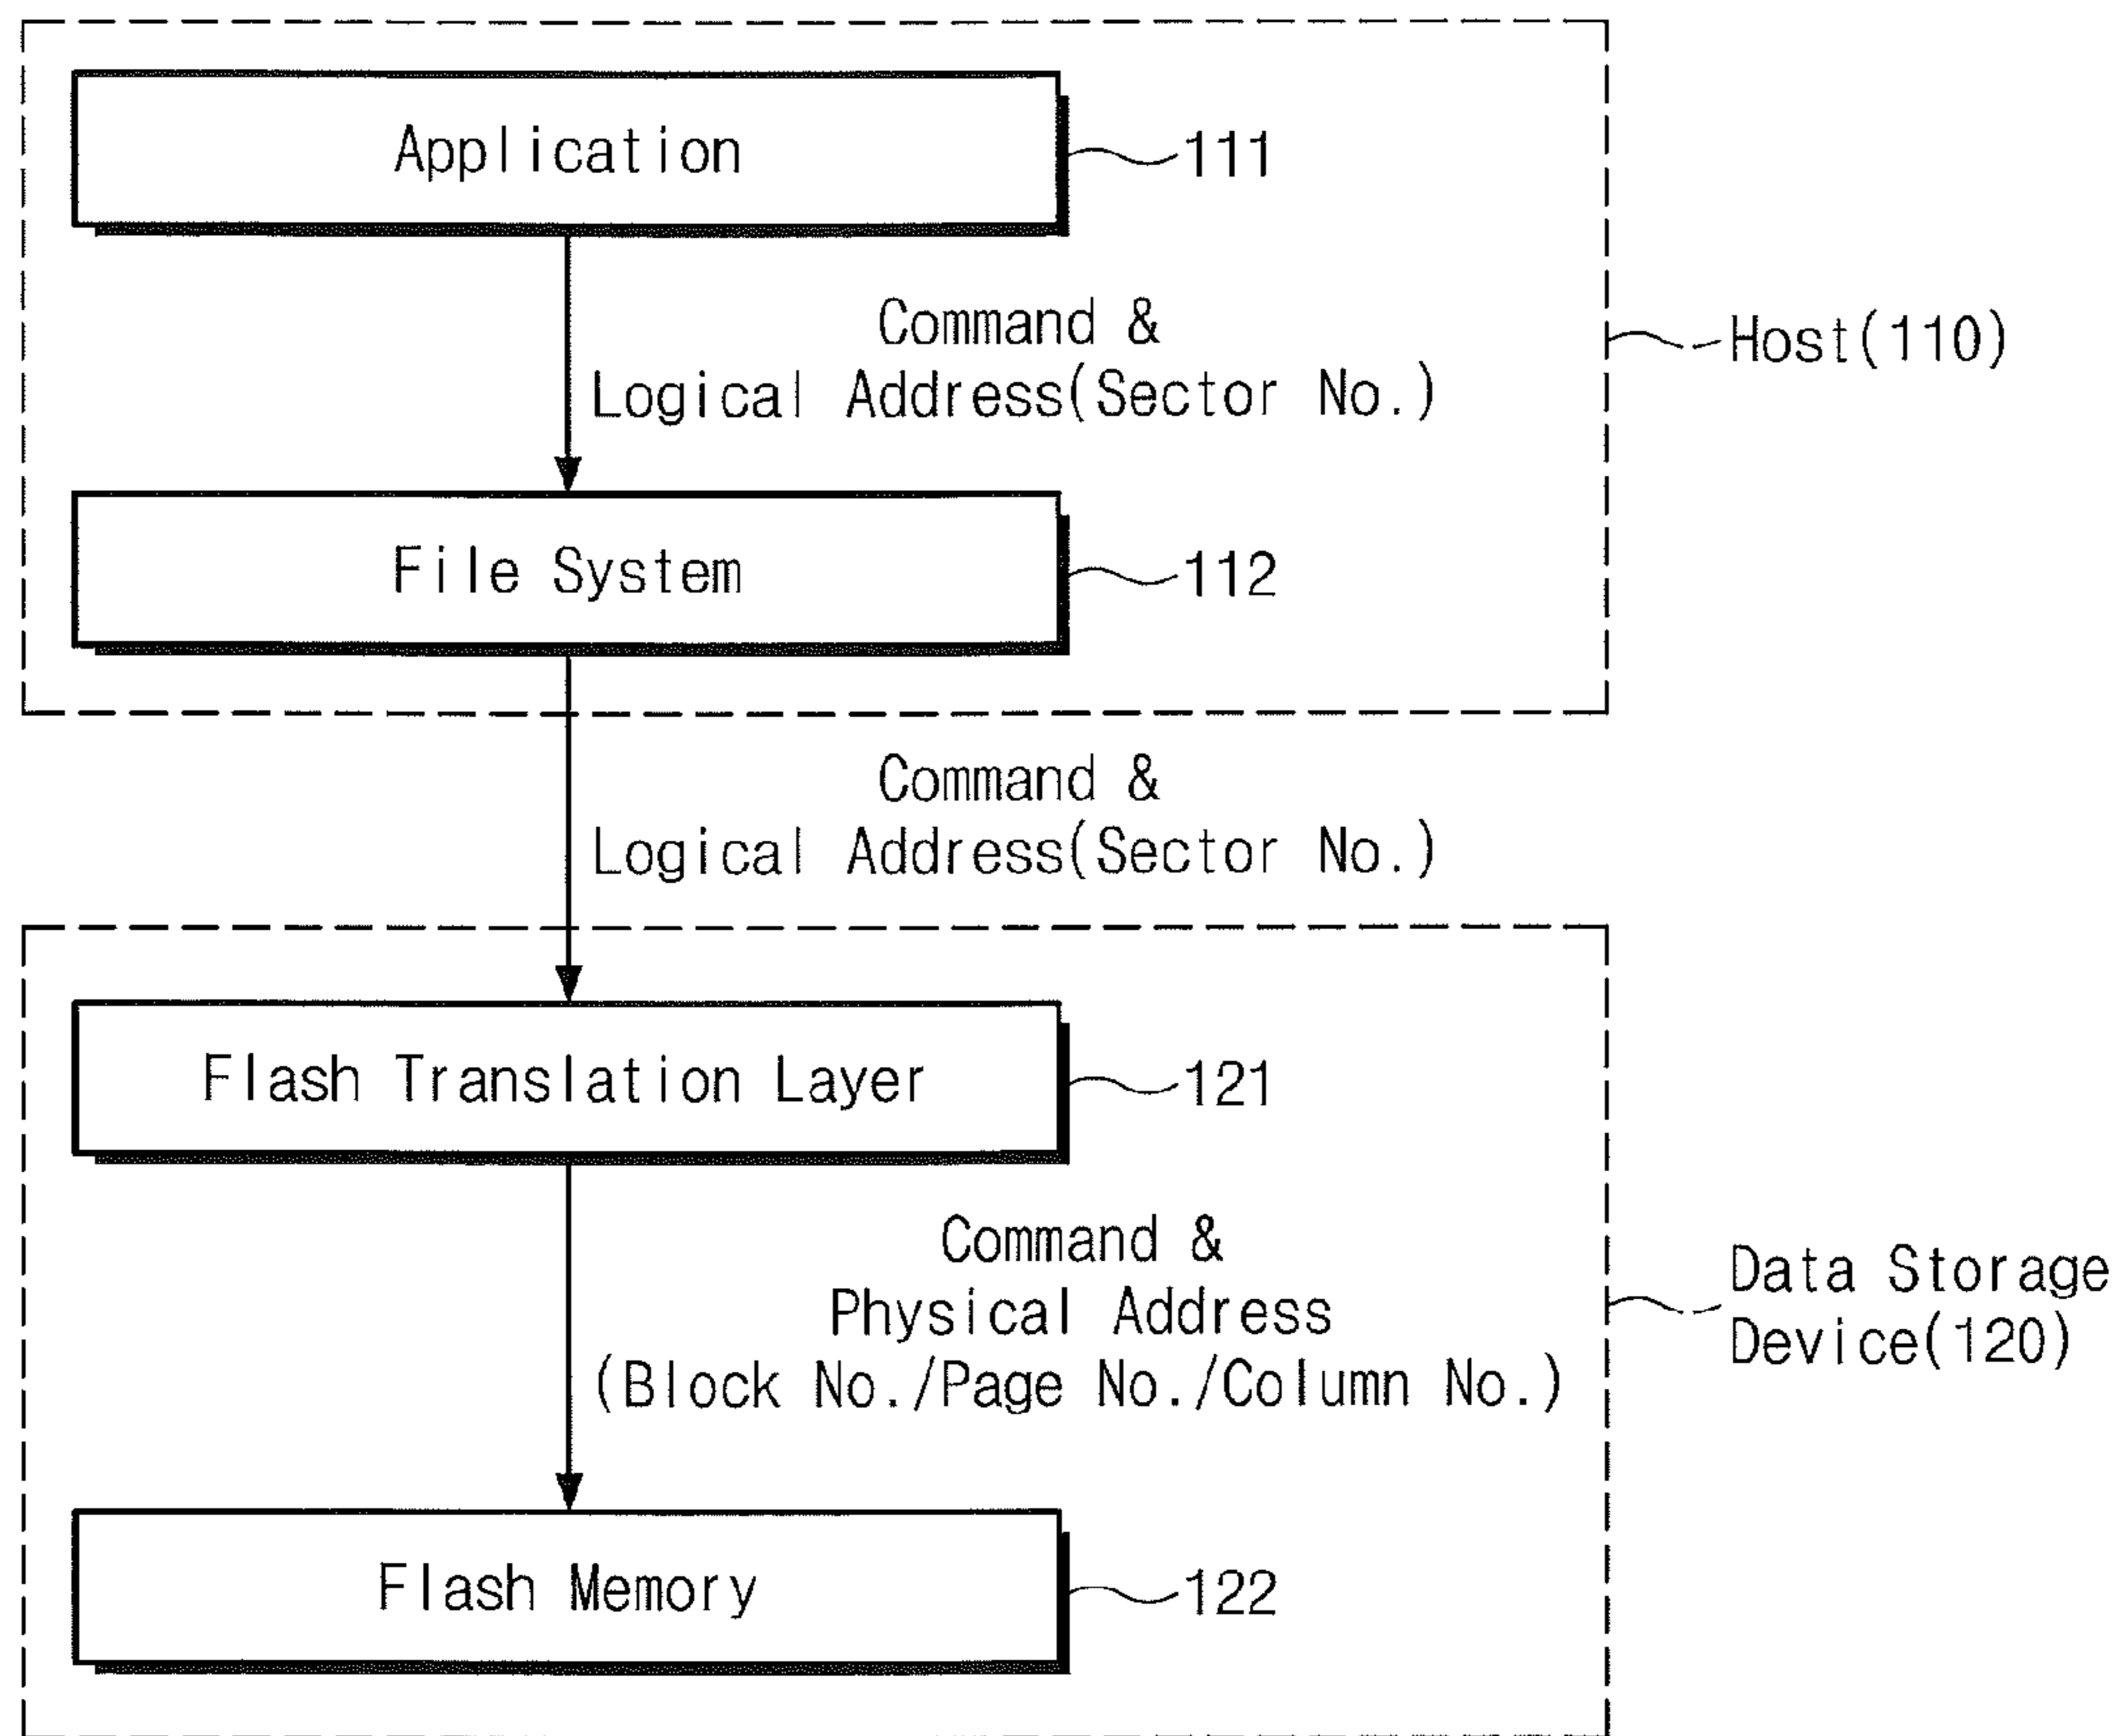 Application
111
Command &
Logical Address(Sector No.)
Host(110)
File System
112
Command &
Logical Address(Sector No.)
Flash Translation Layer
121
Command &
Physical Address
(Block No./Page No./Column No.)
Data Storage
Device(120)
Flash Memory
122